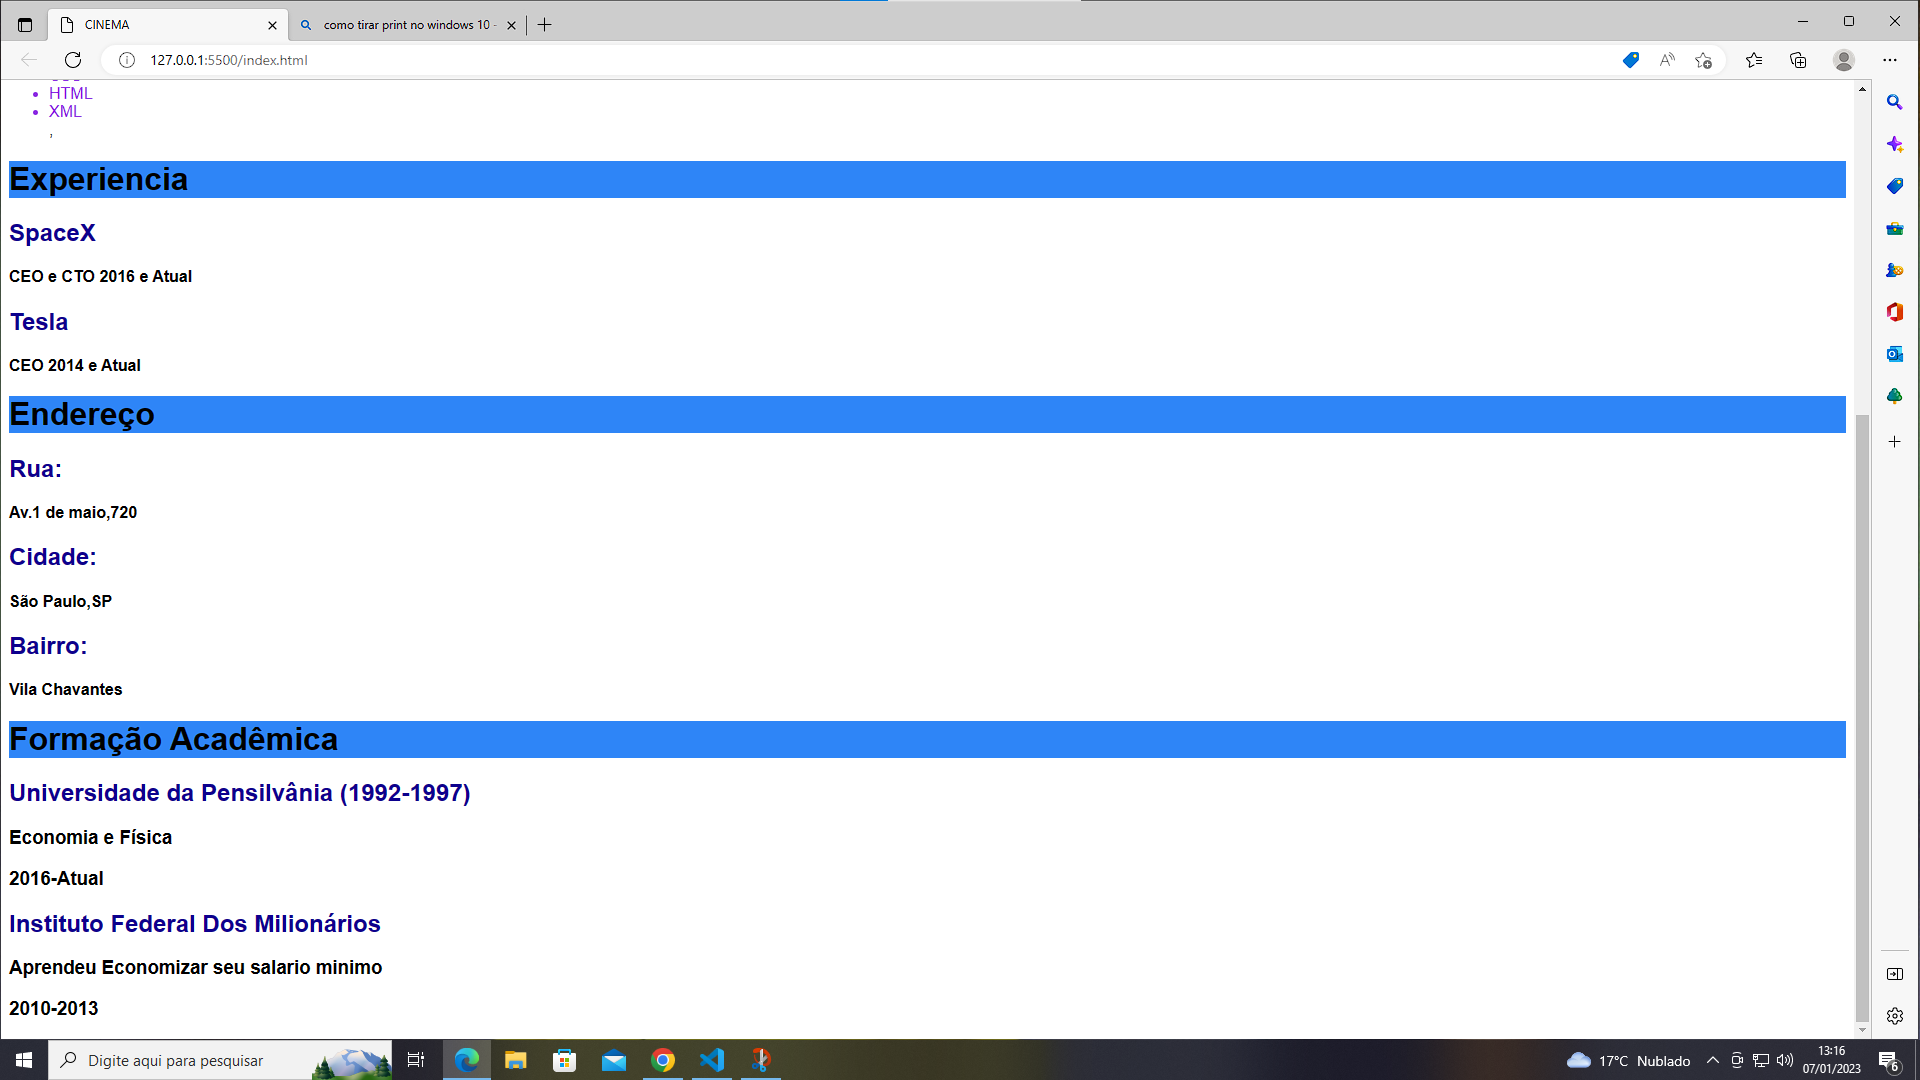 CINEMA
como tirar print no windows 10 -
127.0.0.1:5500/index.html
HTML
XML
,
Experiencia
SpaceX
CEO e CTO 2016 e Atual
Tesla
CEO 2014 e Atual
Endereço
Rua:
Av.1 de maio,720
Cidade:
São Paulo,SP
Bairro:
Vila Chavantes
Formação Acadêmica
Universidade da Pensilvânia (1992-1997)
Economia e Física
2016-Atual
Instituto Federal Dos Milionários
Aprendeu Economizar seu salario minimo
2010-2013
Digite aqui para pesquisar
17°C Nublado
13:16
07/01/2023
6